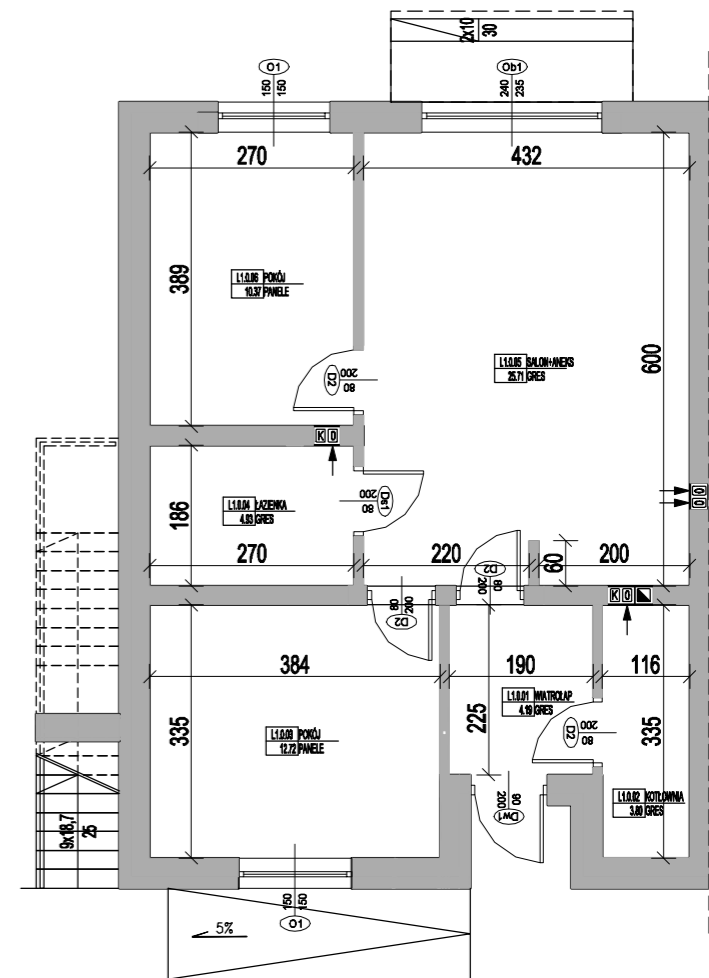 2x10
30
O1
150
150
Ob1
240
235
270
432
389
L1.0.06 POKÓJ
10.37 PANELE
600
L1.0.05 SALON+ANEKS
25.71 GRES
D2
80
200
K O
186
L1.0.04 ŁAZIENKA
4.93 GRES
Ds1
80
200
O
O
270
220
60
200
D2
80
200
D2
80
200
K O
384
190
116
335
225
335
L1.0.01 WIATROŁAP
4.19 GRES
L1.0.03 POKÓJ
12.72 PANELE
D2
80
200
L1.0.02 KOTŁOWNIA
3.80 GRES
Dw1
90
200
9x18,7
25
150
150
O1
5%